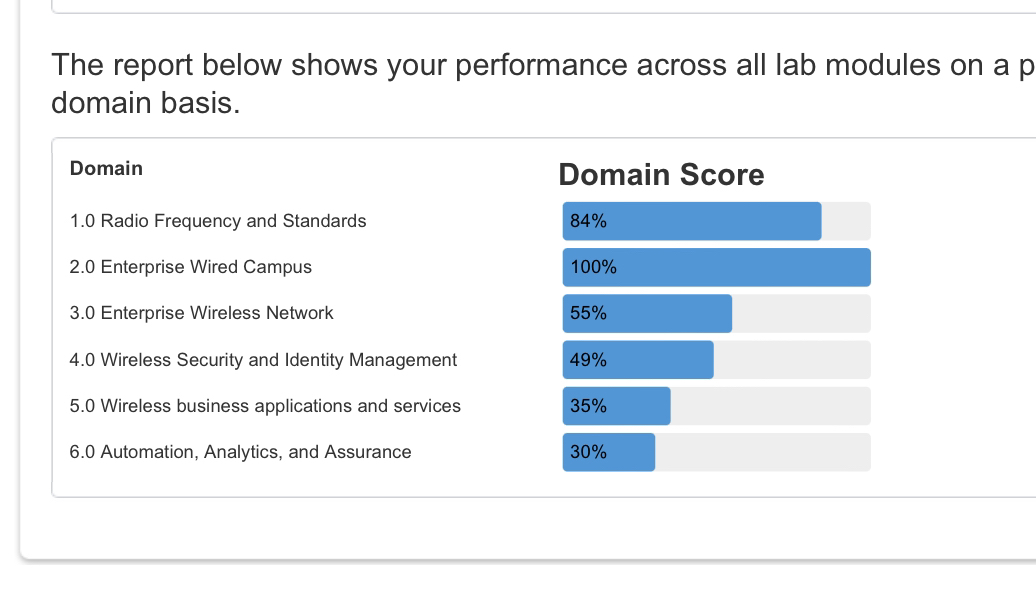 The report below shows your performance across all lab modules on a p
domain basis.
Domain Domain Score
1.0 Radio Frequency and Standards 84%
2.0 Enterprise Wired Campus 100%
3.0 Enterprise Wireless Network 55%
4.0 Wireless Security and Identity Management 49%
5.0 Wireless business applications and services 35%
6.0 Automation, Analytics, and Assurance 30%